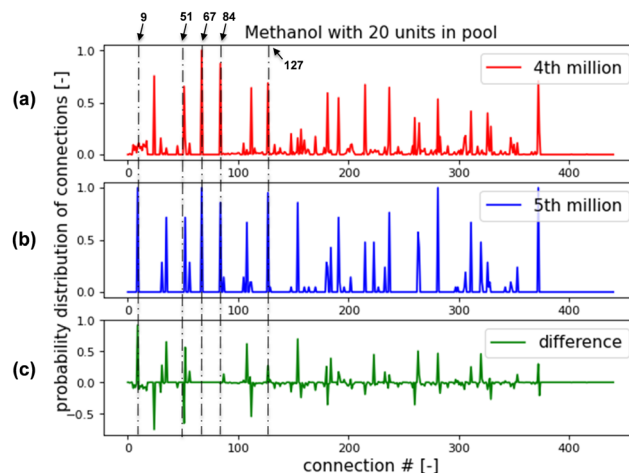 9 51 67 84
Methanol with 20 units in pool
127
(a)
1.0
0.5
0.0
4th million
0 100 200 300 400
(b)
1.0
0.5
0.0
5th million
0 100 200 300 400
(c)
1.0
0.5
0.0
−0.5
difference
0 100 200 300 400
probability distribution of connections [-]
connection # [-]